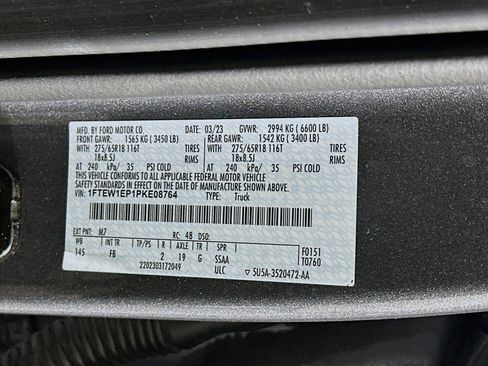 MFD. BY FORD MOTOR CO. DATE: 03/23 GVWR: 2994 KG ( 6600 LB)
FRONT GAWR: 1565 KG ( 3450 LB) REAR GAWR: 1542 KG ( 3400 LB)
WITH 275/65R18 116T TIRES WITH 275/65R18 116T TIRES
18x8.5J RIMS 18x8.5J RIMS
AT 240 kPa/ 35 PSI COLD AT 240 kPa/ 35 PSI COLD
THIS VEHICLE CONFORMS TO ALL APPLICABLE FEDERAL MOTOR VEHICLE
SAFETY STANDARDS IN EFFECT ON THE DATE OF MANUFACTURE SHOWN ABOVE.
VIN: 1FTEW1EP1PKE08764 TYPE: Truck
EXT PNT: M7 RC: 48 DSO:
WB INT TR TP/PS R AXLE TR SPR F0151
145 FB 2 19 G SSAA T0760
2202303172049 ULC 5U5A-3520472-AA